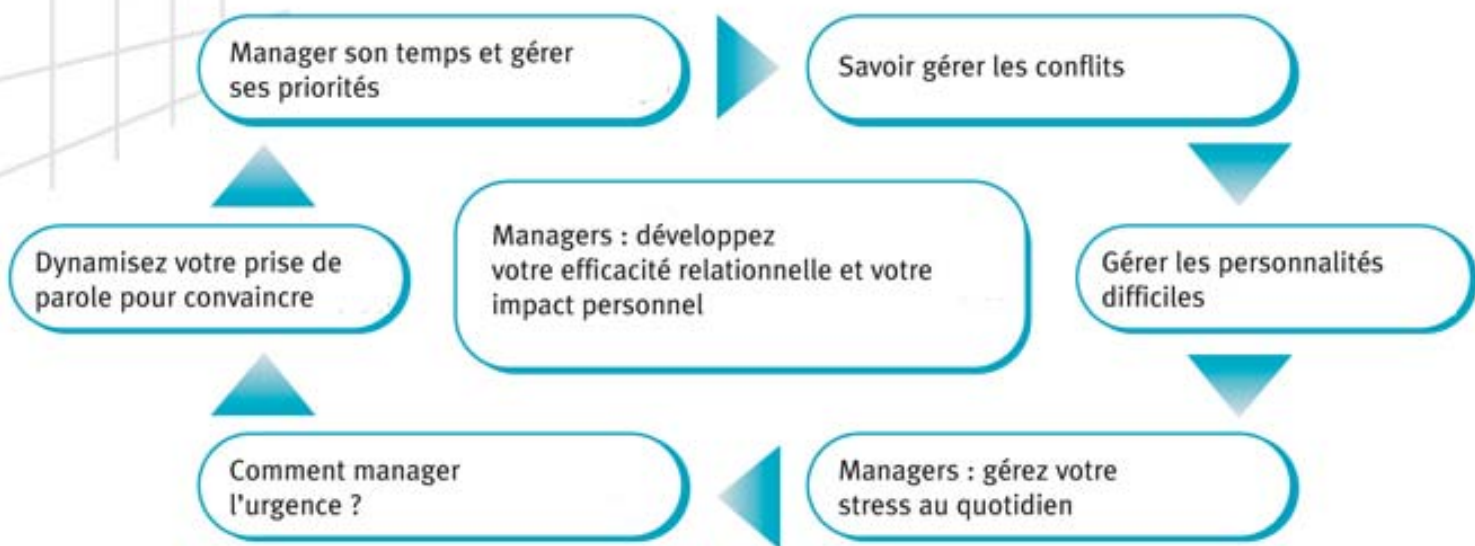 Manager son temps et gérer
ses priorités
Savoir gérer les conflits
Dynamisez votre prise de
parole pour convaincre
Managers : développez
votre efficacité relationnelle et votre
impact personnel
Gérer les personnalités
difficiles
Comment manager
l'urgence ?
Managers : gérez votre
stress au quotidien